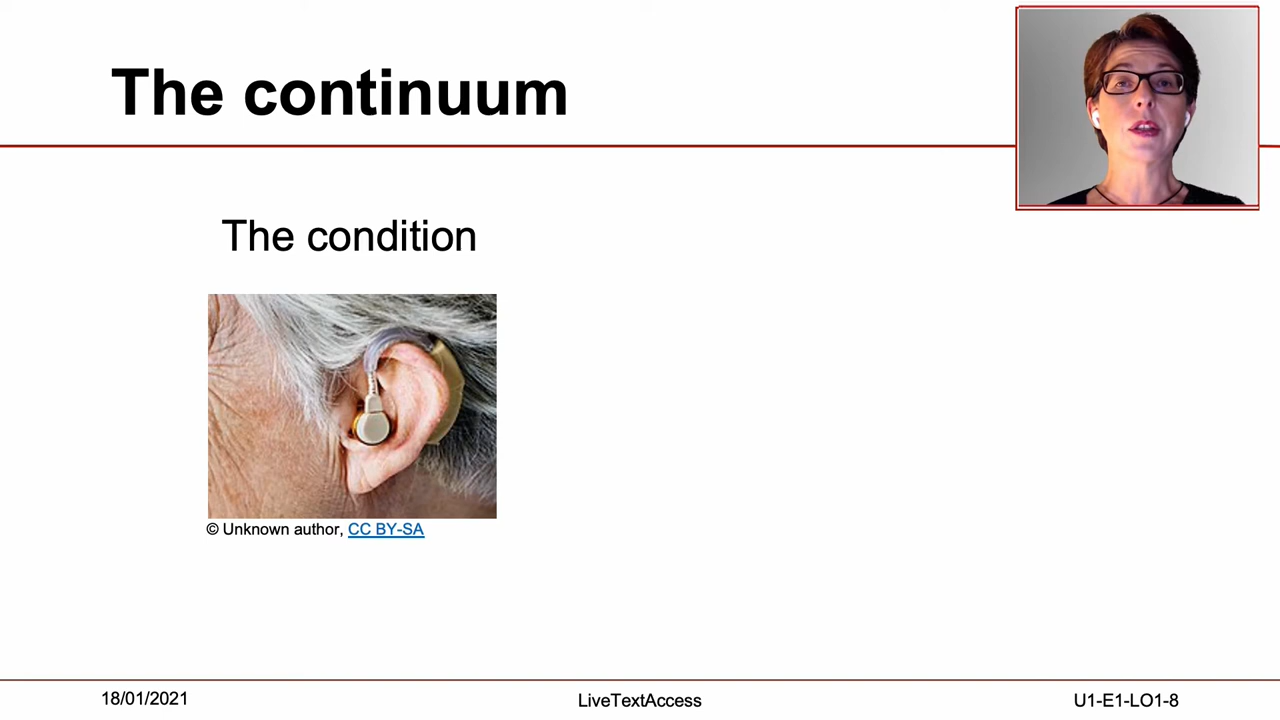 The continuum
The condition
© Unknown author, CC BY-SA
18/01/2021
LiveTextAccess
U1-E1-LO1-8